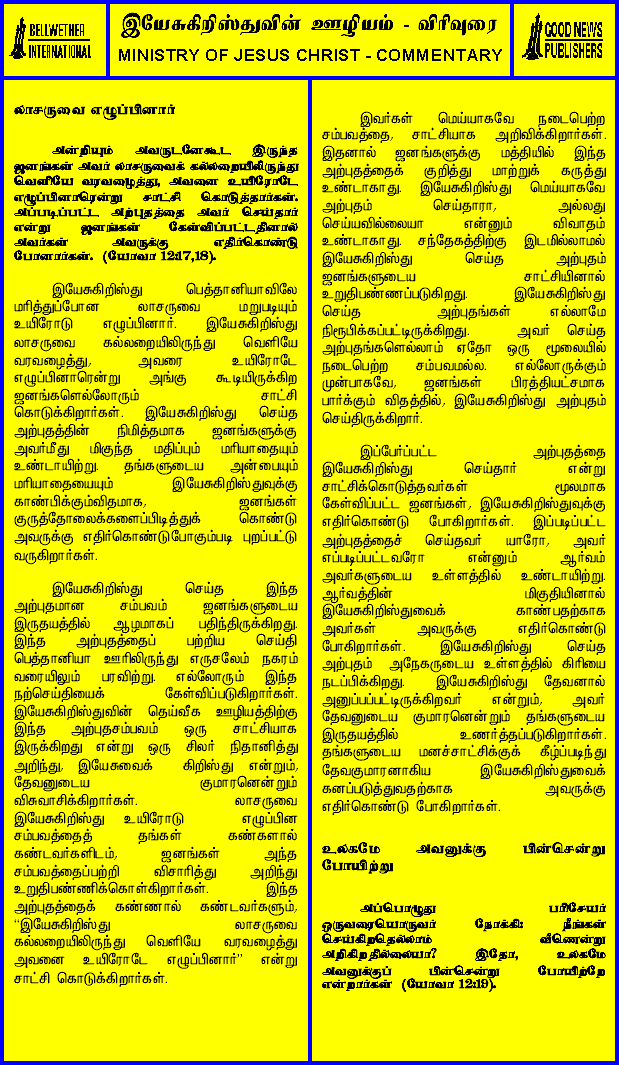 BELLWETHER
INTERNATIONAL
இயேசுகிறிஸ்துவின் ஊழியம் - விரிவுரை
MINISTRY OF JESUS CHRIST - COMMENTARY
GOOD NEWS
PUBLISHERS
லாசருவை எழுப்பினார்
அன்றியும் அவருடனேகூட இருந்த
ஜனங்கள் அவர் லாசருவைக் கல்லறையிலிருந்து
வெளியே வரவழைத்து, அவனை உயிரோடே
எழுப்பினாரென்று சாட்சி கொடுத்தார்கள்.
அப்படிப்பட்ட அற்புதத்தை அவர் செய்தார்
என்று ஜனங்கள் கேள்விப்பட்டதினால்
அவர்கள் அவருக்கு எதிர்கொண்டு
போனார்கள். (யோவா 12:17,18).
இயேசுகிறிஸ்து பெத்தானியாவிலே
மரித்துப்போன லாசருவை மறுபடியும்
உயிரோடு எழுப்பினார். இயேசுகிறிஸ்து
லாசருவை கல்லறையிலிருந்து வெளியே
வரவழைத்து, அவரை உயிரோடே
எழுப்பினாரென்று அங்கு கூடியிருக்கிற
ஜனங்களெல்லோரும் சாட்சி
கொடுக்கிறார்கள். இயேசுகிறிஸ்து செய்த
அற்புதத்தின் நிமித்தமாக ஜனங்களுக்கு
அவர்மீது மிகுந்த மதிப்பும் மரியாதையும்
உண்டாயிற்று. தங்களுடைய அன்பையும்
மரியாதையையும் இயேசுகிறிஸ்துவுக்கு
காண்பிக்கும்விதமாக, ஜனங்கள்
குருத்தோலைக்களைப்பிடித்துக் கொண்டு
அவருக்கு எதிர்கொண்டுபோகும்படி புறப்பட்டு
வருகிறார்கள்.
இயேசுகிறிஸ்து செய்த இந்த
அற்புதமான சம்பவம் ஜனங்களுடைய
இருதயத்தில் ஆழமாகப் பதிந்திருக்கிறது.
இந்த அற்புதத்தைப் பற்றிய செய்தி
பெத்தானியா ஊரிலிருந்து எருசலேம் நகரம்
வரையிலும் பரவிற்று. எல்லோரும் இந்த
நற்செய்தியைக் கேள்விப்படுகிறார்கள்.
இயேசுகிறிஸ்துவின் தெய்வீக ஊழியத்திற்கு
இந்த அற்புதசம்பவம் ஒரு சாட்சியாக
இருக்கிறது என்று ஒரு சிலர் நிதானித்து
அறிந்து, இயேசுவைக் கிறிஸ்து என்றும்,
தேவனுடைய குமாரனென்றும்
விசுவாசிக்கிறார்கள். லாசருவை
இயேசுகிறிஸ்து உயிரோடு எழுப்பின
சம்பவத்தைத் தங்கள் கண்களால்
கண்டவர்களிடம், ஜனங்கள் அந்த
சம்பவத்தைப்பற்றி விசாரித்து அறிந்து
உறுதிபண்ணிக்கொள்கிறார்கள். இந்த
அற்புதத்தைக் கண்ணால் கண்டவர்களும்,
“இயேசுகிறிஸ்து லாசருவை
கல்லறையிலிருந்து வெளியே வரவழைத்து
அவனை உயிரோடே எழுப்பினார்” என்று
சாட்சி கொடுக்கிறார்கள்.
இவர்கள் மெய்யாகவே நடைபெற்ற
சம்பவத்தை, சாட்சியாக அறிவிக்கிறார்கள்.
இதனால் ஜனங்களுக்கு மத்தியில் இந்த
அற்புதத்தைக் குறித்து மாற்றுக் கருத்து
உண்டாகாது. இயேசுகிறிஸ்து மெய்யாகவே
அற்புதம் செய்தாரா, அல்லது
செய்யவில்லையா என்னும் விவாதம்
உண்டாகாது. சந்தேகத்திற்கு இடமில்லாமல்
இயேசுகிறிஸ்து செய்த அற்புதம்
ஜனங்களுடைய சாட்சியினால்
உறுதிபண்ணப்படுகிறது. இயேசுகிறிஸ்து
செய்த அற்புதங்கள் எல்லாமே
நிரூபிக்கப்பட்டிருக்கிறது. அவர் செய்த
அற்புதங்களெல்லாம் ஏதோ ஒரு மூலையில்
நடைபெற்ற சம்பவமல்ல. எல்லோருக்கும்
முன்பாகவே, ஜனங்கள் பிரத்தியட்சமாக
பார்க்கும் விதத்தில், இயேசுகிறிஸ்து அற்புதம்
செய்திருக்கிறார்.
இப்பேர்ப்பட்ட அற்புதத்தை
இயேசுகிறிஸ்து செய்தார் என்று
சாட்சிக்கொடுத்தவர்கள் மூலமாக
கேள்விப்பட்ட ஜனங்கள், இயேசுகிறிஸ்துவுக்கு
எதிர்கொண்டு போகிறார்கள். இப்படிப்பட்ட
அற்புதத்தைச் செய்தவர் யாரோ, அவர்
எப்படிப்பட்டவரோ என்னும் ஆர்வம்
அவர்களுடைய உள்ளத்தில் உண்டாயிற்று.
ஆர்வத்தின் மிகுதியினால்
இயேசுகிறிஸ்துவைக் காண்பதற்காக
அவர்கள் அவருக்கு எதிர்கொண்டு
போகிறார்கள். இயேசுகிறிஸ்து செய்த
அற்புதம் அநேகருடைய உள்ளத்தில் கிரியை
நடப்பிக்கிறது. இயேசுகிறிஸ்து தேவனால்
அனுப்பப்பட்டிருக்கிறவர் என்றும், அவர்
தேவனுடைய குமாரனென்றும் தங்களுடைய
இருதயத்தில் உணர்த்தப்படுகிறார்கள்.
தங்களுடைய மனச்சாட்சிக்குக் கீழ்ப்படிந்து
தேவகுமாரனாகிய இயேசுகிறிஸ்துவைக்
கனப்படுத்துவதற்காக அவருக்கு
எதிர்கொண்டு போகிறார்கள்.
உலகமே அவனுக்கு பின்சென்று
போயிற்று
அப்பொழுது பரிசேயர்
ஒருவரையொருவர் நோக்கி: நீங்கள்
செய்கிறதெல்லாம் வீணென்று
அறிகிறதில்லையா? இதோ, உலகமே
அவனுக்குப் பின்சென்று போயிற்றே
என்றார்கள் (யோவா 12:19).